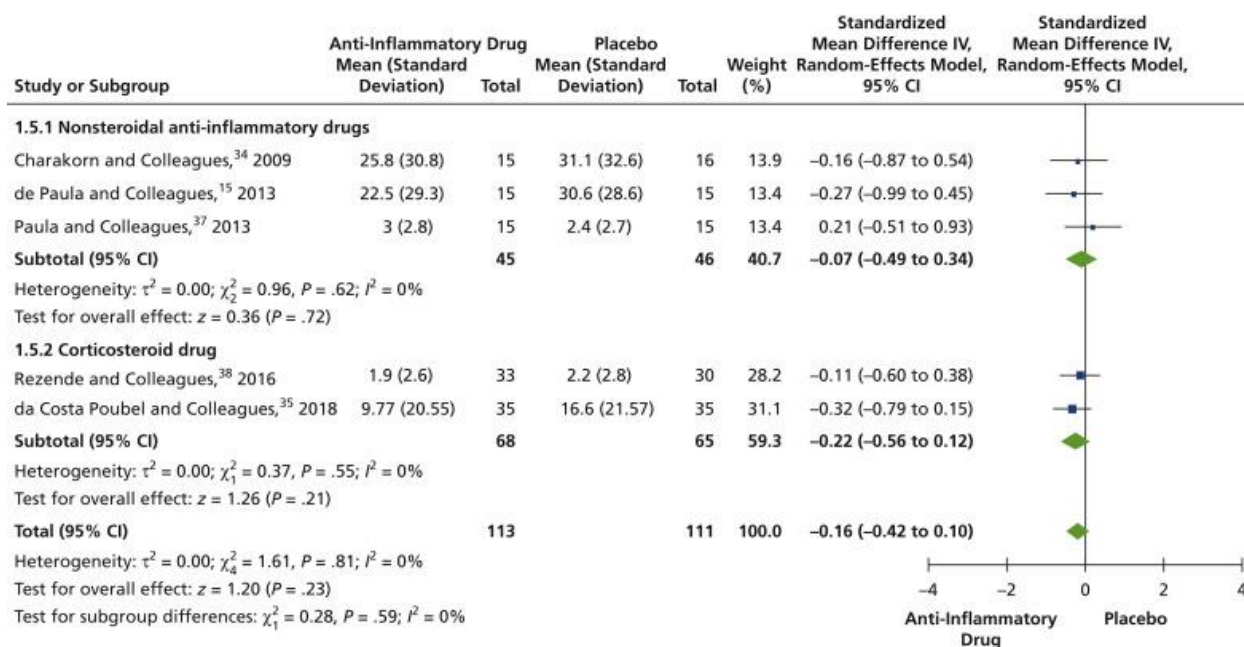 Standardized Standardized
Anti-Inflammatory Drug Placebo Mean Difference IV, Mean Difference IV,
Mean (Standard Mean (Standard Weight Random-Effects Model, Random-Effects Model,
Study or Subgroup Deviation) Total Deviation) Total (%) 95% CI 95% CI
1.5.1 Nonsteroidal anti-inflammatory drugs
Charakorn and Colleagues,³⁴ 2009 25.8 (30.8) 15 31.1 (32.6) 16 13.9 −0.16 (−0.87 to 0.54)
de Paula and Colleagues,¹⁵ 2013 22.5 (29.3) 15 30.6 (28.6) 15 13.4 −0.27 (−0.99 to 0.45)
Paula and Colleagues,³⁷ 2013 3 (2.8) 15 2.4 (2.7) 15 13.4 0.21 (−0.51 to 0.93)
Subtotal (95% CI) 45 46 40.7 −0.07 (−0.49 to 0.34)
Heterogeneity: τ² = 0.00; χ²₂ = 0.96, P = .62; I² = 0%
Test for overall effect: z = 0.36 (P = .72)
1.5.2 Corticosteroid drug
Rezende and Colleagues,³⁸ 2016 1.9 (2.6) 33 2.2 (2.8) 30 28.2 −0.11 (−0.60 to 0.38)
da Costa Poubel and Colleagues,³⁵ 2018 9.77 (20.55) 35 16.6 (21.57) 35 31.1 −0.32 (−0.79 to 0.15)
Subtotal (95% CI) 68 65 59.3 −0.22 (−0.56 to 0.12)
Heterogeneity: τ² = 0.00; χ²₁ = 0.37, P = .55; I² = 0%
Test for overall effect: z = 1.26 (P = .21)
Total (95% CI) 113 111 100.0 −0.16 (−0.42 to 0.10)
Heterogeneity: τ² = 0.00; χ²₄ = 1.61, P = .81; I² = 0%
Test for overall effect: z = 1.20 (P = .23)
Test for subgroup differences: χ²₁ = 0.28, P = .59; I² = 0%
−4 −2 0 2 4
Anti-Inflammatory Placebo
Drug